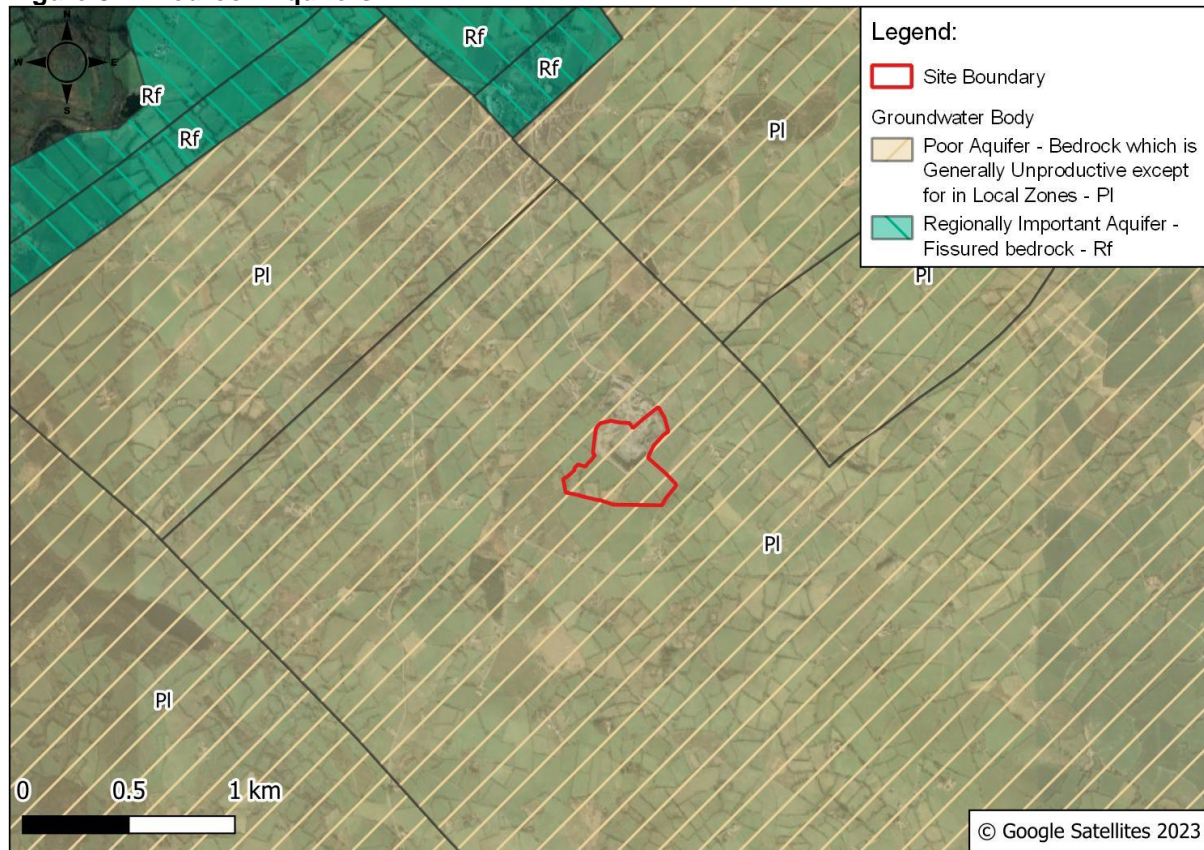 N
W
E
S
Rf
Rf
Rf
Rf
Pl
Pl
Pl
Pl
Pl
Legend:
Site Boundary
Groundwater Body
Poor Aquifer - Bedrock which is
Generally Unproductive except
for in Local Zones - Pl
Regionally Important Aquifer -
Fissured bedrock - Rf
0 0.5 1 km
© Google Satellites 2023